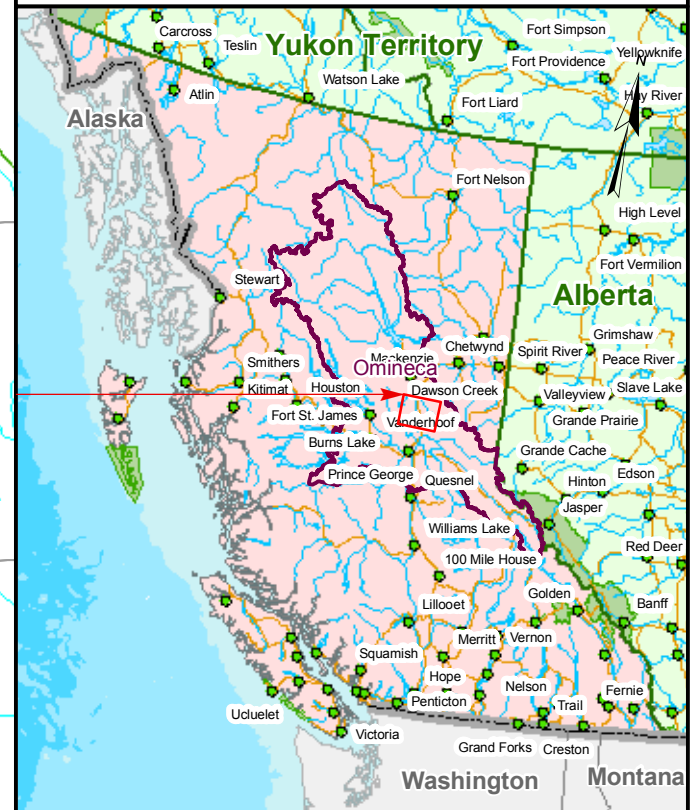 Fort Simpson
Carcross
Teslin
Yukon Territory
Yellowknife
Fort Providence
Watson Lake
N
Atlin
Hay River
Fort Liard
Alaska
Fort Nelson
High Level
Fort Vermilion
Stewart
Alberta
Grimshaw
Chetwynd
Spirit River
Mackenzie
Peace River
Smithers
Omineca
Kitimat
Houston
Dawson Creek
Valleyview
Slave Lake
Fort St. James
Vanderhoof
Grande Prairie
Burns Lake
Grande Cache
Prince George
Quesnel
Hinton
Edson
Jasper
Williams Lake
Red Deer
100 Mile House
Golden
Banff
Lillooet
Merritt
Vernon
Squamish
Hope
Nelson
Fernie
Penticton
Trail
Ucluelet
Victoria
Grand Forks
Creston
Washington
Montana